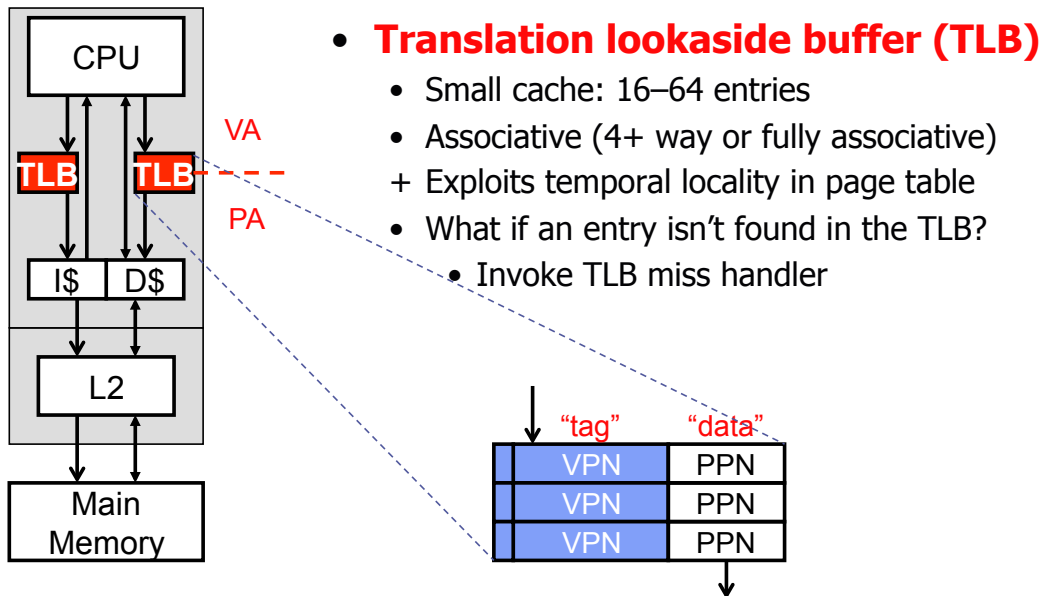 • Translation lookaside buffer (TLB)
• Small cache: 16–64 entries
• Associative (4+ way or fully associative)
+ Exploits temporal locality in page table
• What if an entry isn’t found in the TLB?
• Invoke TLB miss handler
CPU
VA
TLB TLB
PA
I$ D$
L2
Main
Memory
“tag” “data”
VPN PPN
VPN PPN
VPN PPN